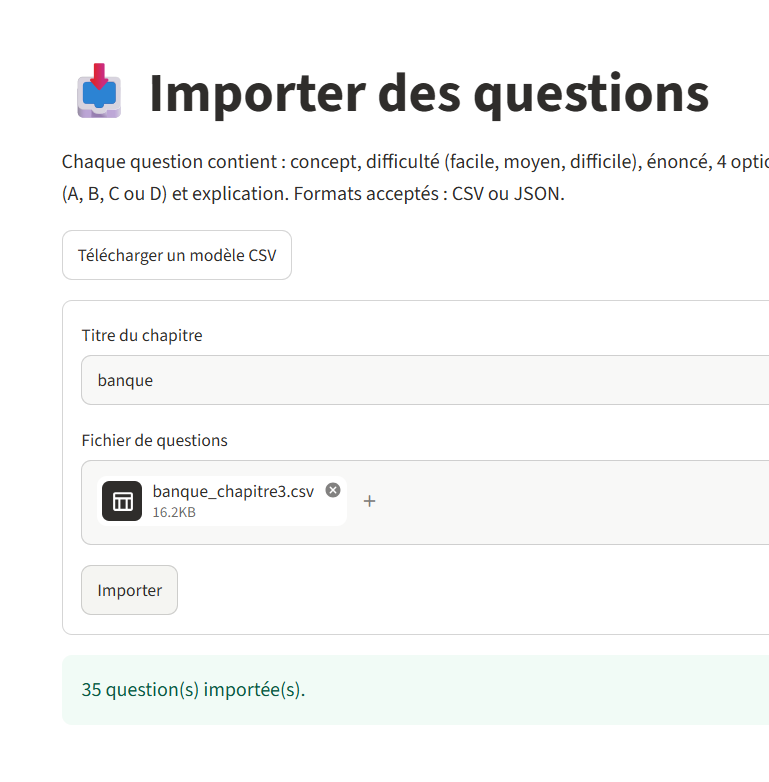 Importer des questions
Chaque question contient : concept, difficulté (facile, moyen, difficile), énoncé, 4
(A, B, C ou D) et explication. Formats acceptés : CSV ou JSON.
Télécharger un modèle CSV
Titre du chapitre
banque
Fichier de questions
banque_chapitre3.csv
16.2KB
Importer
35 question(s) importée(s).